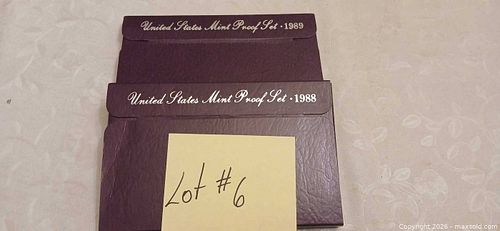 United States Mint Proof Set · 1989
United States Mint Proof Set · 1988
Lot #6
Copyright 2026 - maxsold.com